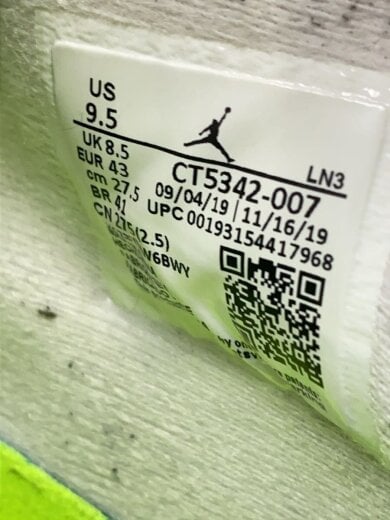 US
9.5
UK 8.5
EUR 43
cm 27.5
BR 41
CN 275(2.5)
LN3
CT5342-007
09/04/19 | 11/16/19
UPC 00193154417968
W6BWY